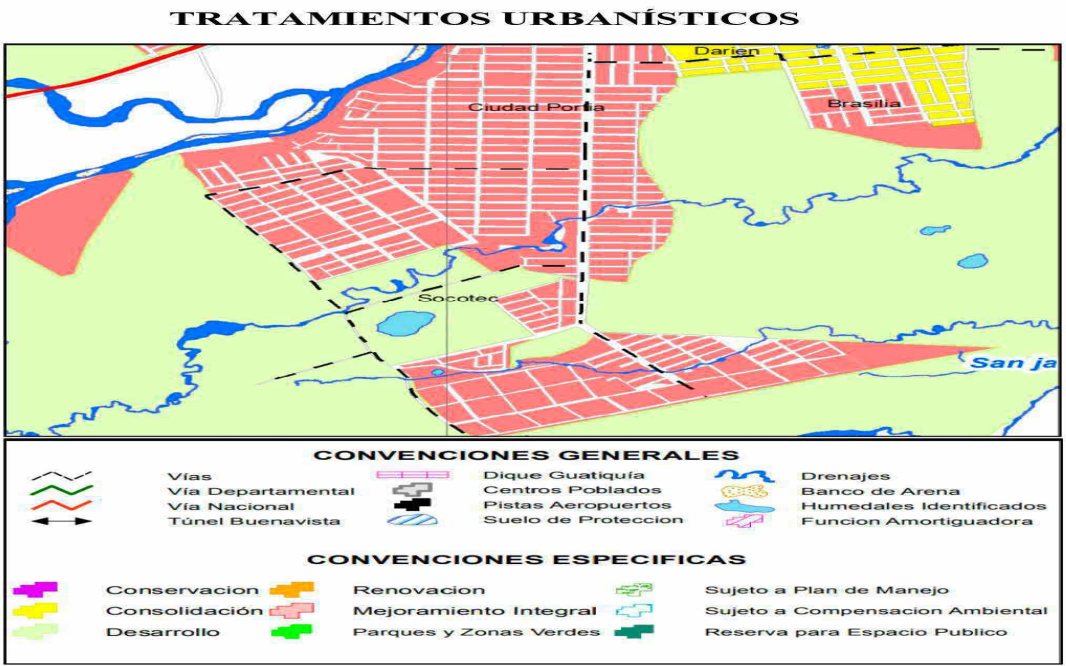 TRATAMIENTOS URBANÍSTICOS
Darien
Ciudad Porfia
Brasilia
Socotec
San ja
CONVENCIONES GENERALES
Vías
Dique Guatiquía
Drenajes
Vía Departamental
Centros Poblados
Banco de Arena
Vía Nacional
Pistas Aeropuertos
Humedales Identificados
Túnel Buenavista
Suelo de Proteccion
Funcion Amortiguadora
CONVENCIONES ESPECIFICAS
Conservacion
Renovacion
Sujeto a Plan de Manejo
Consolidación
Mejoramiento Integral
Sujeto a Compensacion Ambiental
Desarrollo
Parques y Zonas Verdes
Reserva para Espacio Publico